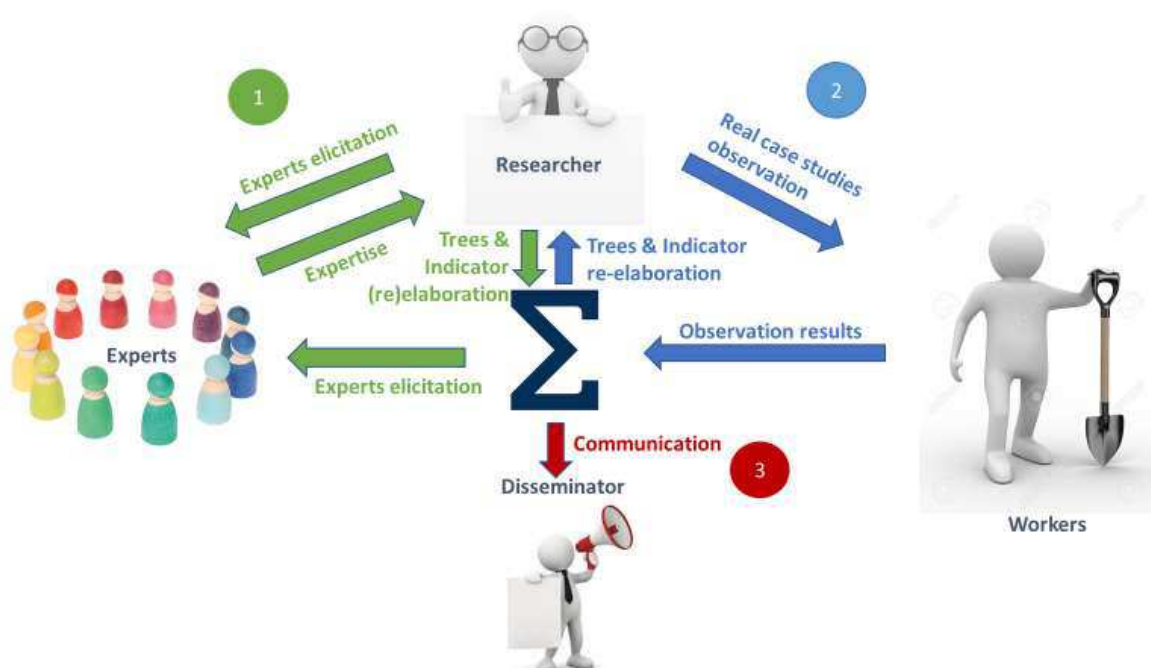 1
2
Experts elicitation
Researcher
Real case studies
observation
Expertise
Trees &
Indicator
(re)elaboration
Trees & Indicator
re-elaboration
Experts
Σ
Observation results
Experts elicitation
Communication
3
Disseminator
Workers